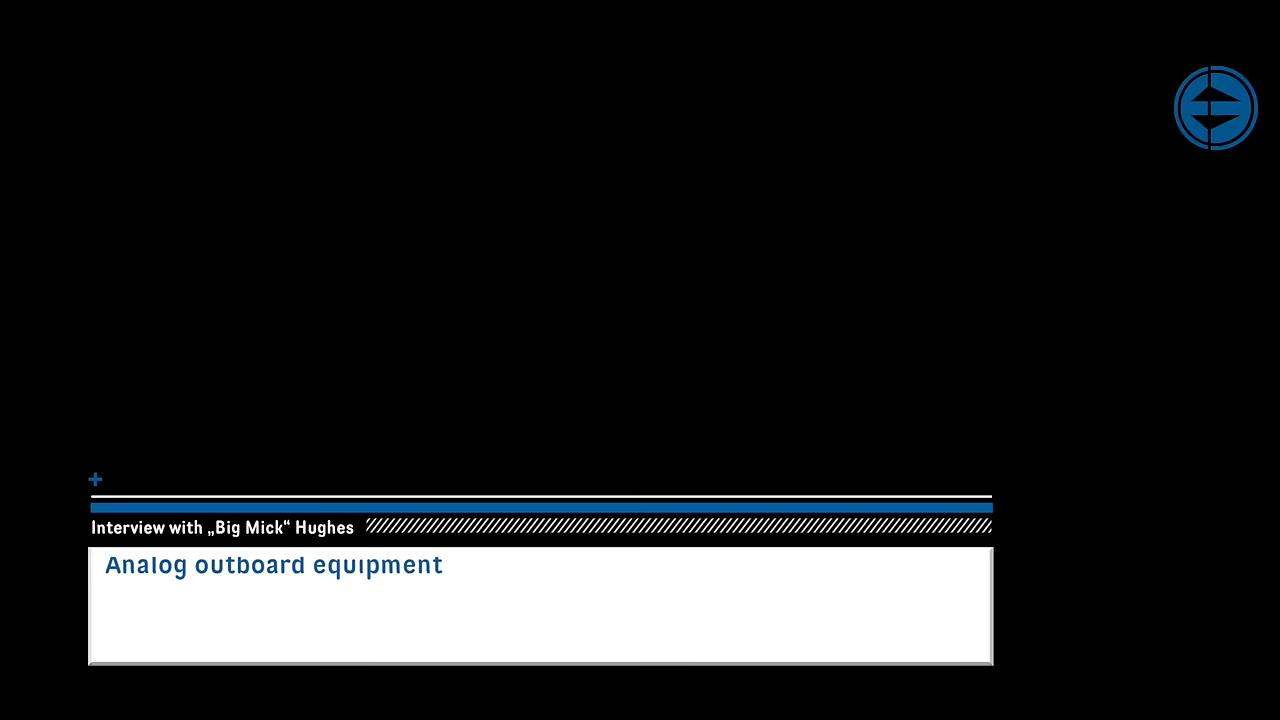 Interview with „Big Mick“ Hughes
Analog outboard equipment